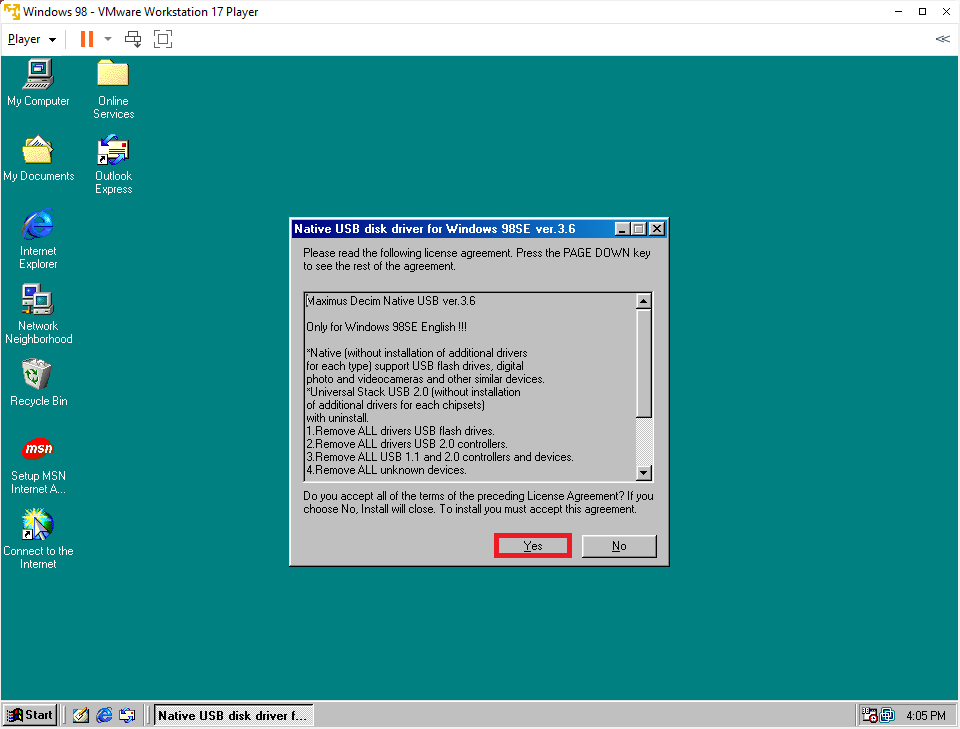 Windows 98 - VMware Workstation 17 Player
Player
My Computer
Online
Services
My Documents
Outlook
Express
Internet
Explorer
Network
Neighborhood
Recycle Bin
msn
Setup MSN
Internet A...
Connect to the
Internet
Native USB disk driver for Windows 98SE ver.3.6
Please read the following license agreement. Press the PAGE DOWN key
to see the rest of the agreement.
Maximus Decim Native USB ver.3.6
Only for Windows 98SE English !!!
*Native (without installation of additional drivers
for each type) support USB flash drives, digital
photo and videocameras and other similar devices.
*Universal Stack USB 2.0 (without installation
of additional drivers for each chipsets)
with uninstall.
1.Remove ALL drivers USB flash drives.
2.Remove ALL drivers USB 2.0 controllers.
3.Remove ALL USB 1.1 and 2.0 controllers and devices.
4.Remove ALL unknown devices.
Do you accept all of the terms of the preceding License Agreement? If you
choose No, Install will close. To install you must accept this agreement.
Yes
No
Start
Native USB disk driver f...
4:05 PM